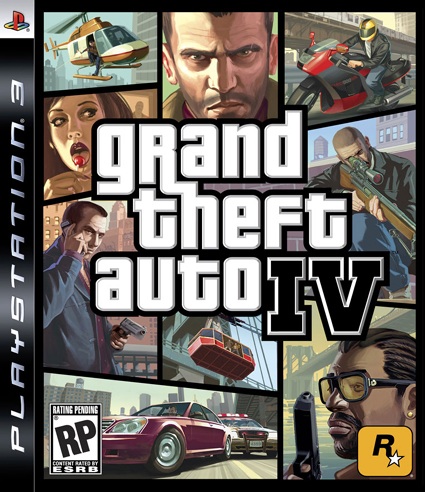 PLAYSTATION 3
grand
theft
auto IV
RATING PENDING
RP
CONTENT RATED BY
ESRB
R